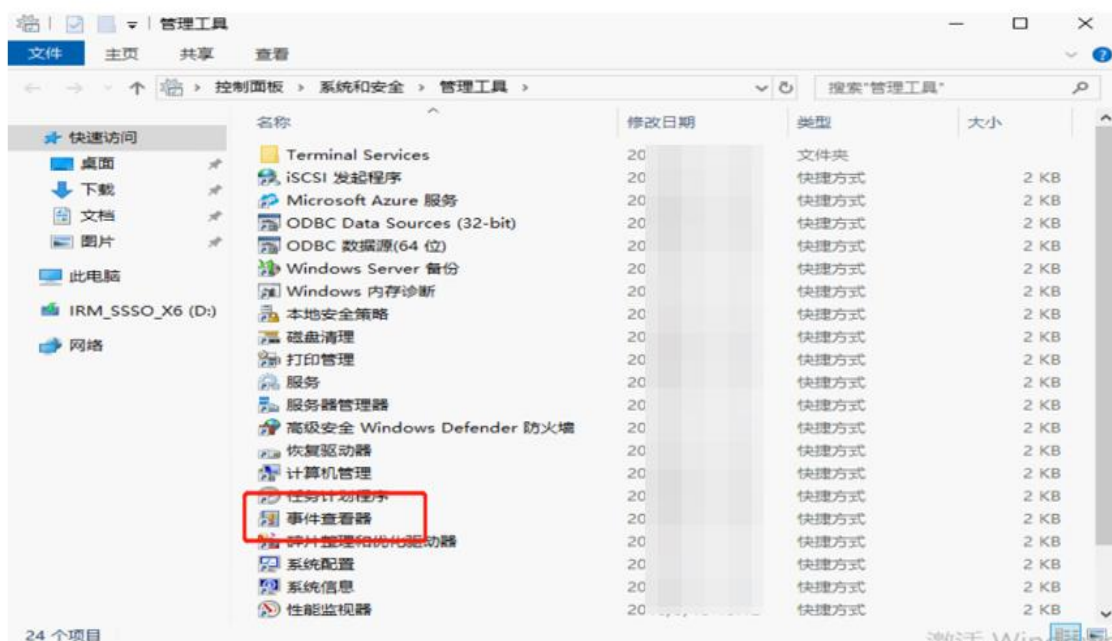 管理工具
文件 主页 共享 查看
控制面板 › 系统和安全 › 管理工具 › 搜索"管理工具"
名称 修改日期 类型 大小
快速访问
桌面
下载
文档
图片
此电脑
IRM_SSSO_X6 (D:)
网络
Terminal Services 20 文件夹
iSCSI 发起程序 20 快捷方式 2 KB
Microsoft Azure 服务 20 快捷方式 2 KB
ODBC Data Sources (32-bit) 20 快捷方式 2 KB
ODBC 数据源(64 位) 20 快捷方式 2 KB
Windows Server 备份 20 快捷方式 2 KB
Windows 内存诊断 20 快捷方式 2 KB
本地安全策略 20 快捷方式 2 KB
磁盘清理 20 快捷方式 2 KB
打印管理 20 快捷方式 2 KB
服务 20 快捷方式 2 KB
服务器管理器 20 快捷方式 2 KB
高级安全 Windows Defender 防火墙 20 快捷方式 2 KB
恢复驱动器 20 快捷方式 2 KB
计算机管理 20 快捷方式 2 KB
任务计划程序 20 快捷方式 2 KB
事件查看器 20 快捷方式 2 KB
碎片整理和优化驱动器 20 快捷方式 2 KB
系统配置 20 快捷方式 2 KB
系统信息 20 快捷方式 2 KB
性能监视器 20 快捷方式 2 KB
24 个项目
激活